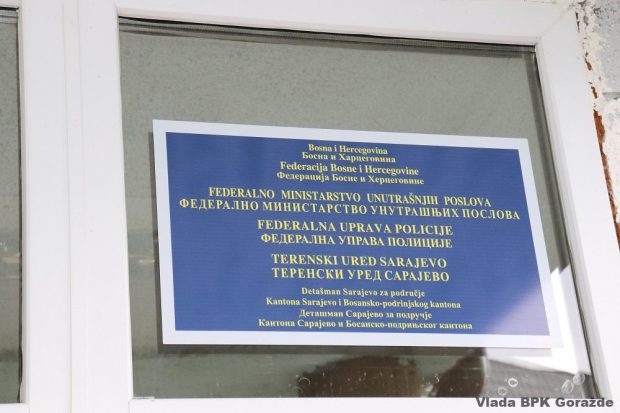 Bosna i Hercegovina
Босна и Харцеговина
Federacija Bosne i Hercegovine
Федерација Босне и Херцеговине
FEDERALNO MINISTARSTVO UNUTRAŠNJIH POSLOVA
ФЕДЕРАЛНО МИНИСТАРСТВО УНУТРАШЊИХ ПОСЛОВА
FEDERALNA UPRAVA POLICIJE
ФЕДЕРАЛНА УПРАВА ПОЛИЦИЈЕ
TERENSKI URED SARAJEVO
ТЕРЕНСКИ УРЕД САРАЈЕВО
Detašman Sarajevo za područje
Kantona Sarajevo i Bosansko-podrinjskog kantona
Деташман Сарајево за подручје
Кантона Сарајево и Босанско-подрињског кантона
Vlada BPK Gorazde